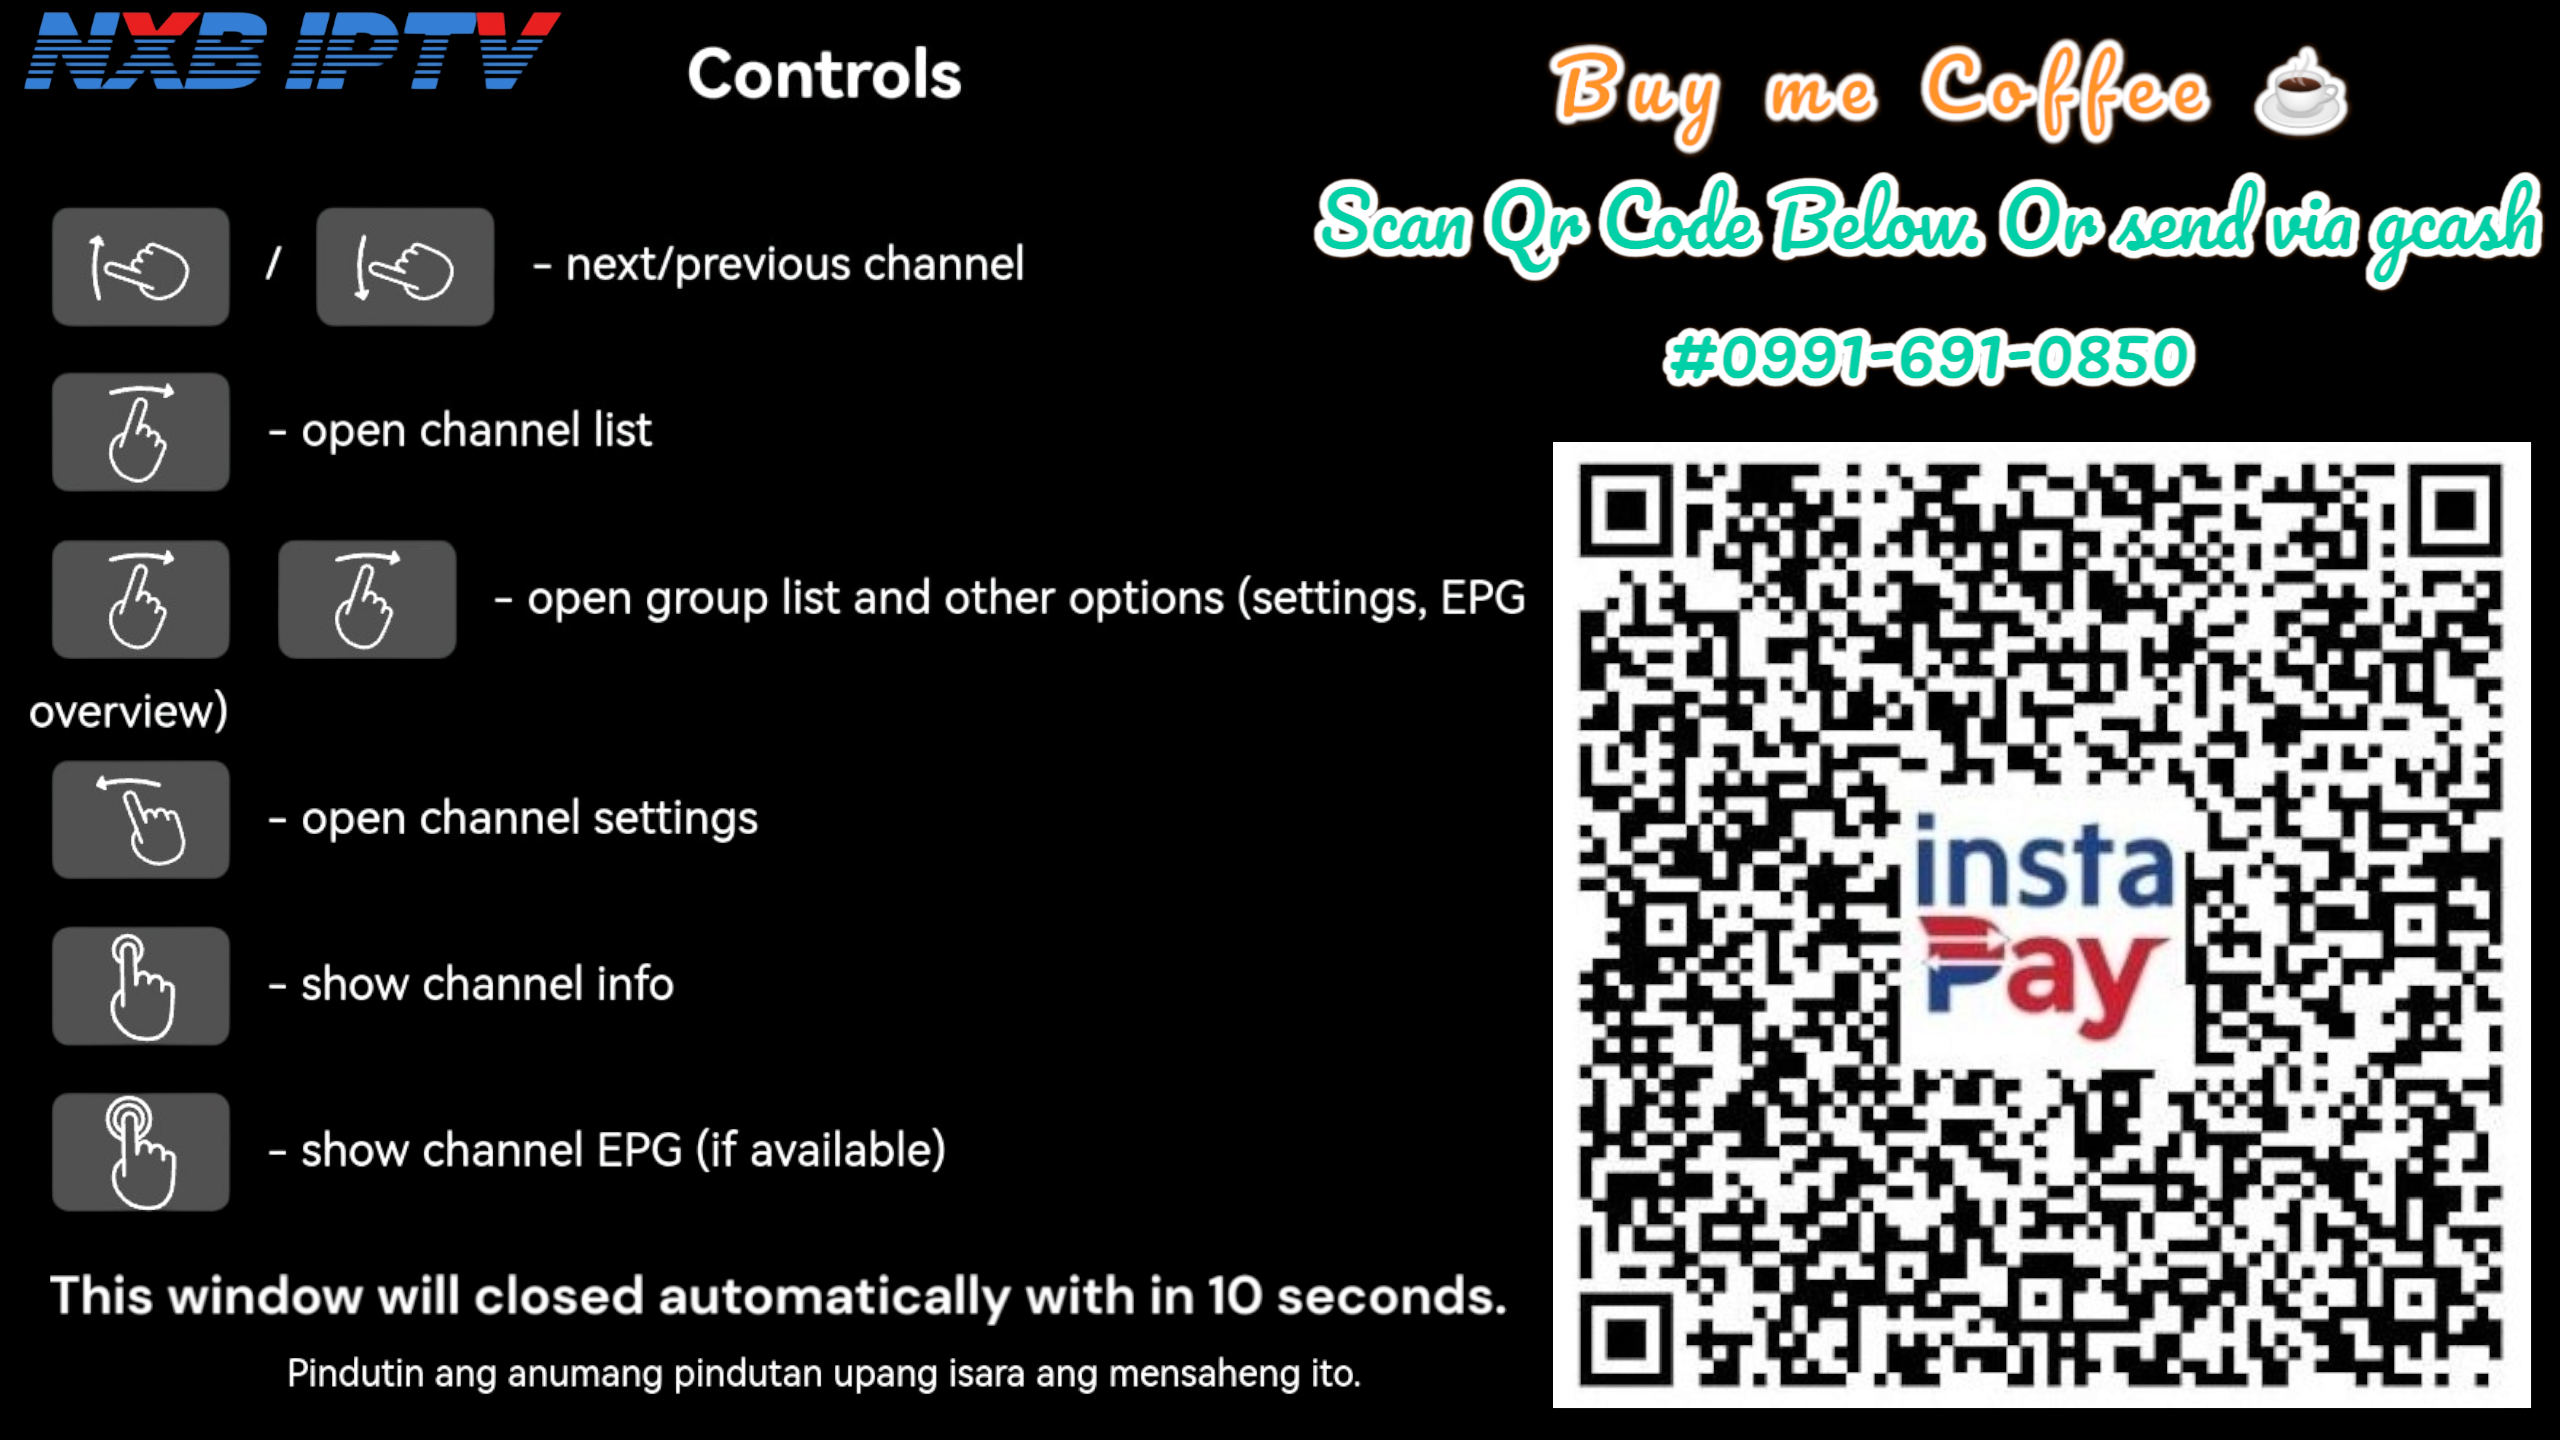 NXB IPTV
Controls
/ - next/previous channel
- open channel list
- open group list and other options (settings, EPG
overview)
- open channel settings
- show channel info
- show channel EPG (if available)
This window will closed automatically with in 10 seconds.
Pindutin ang anumang pindutan upang isara ang mensaheng ito.
Buy me Coffee
Scan Qr Code Below. Or send via gcash
#0991-691-0850
insta
Pay